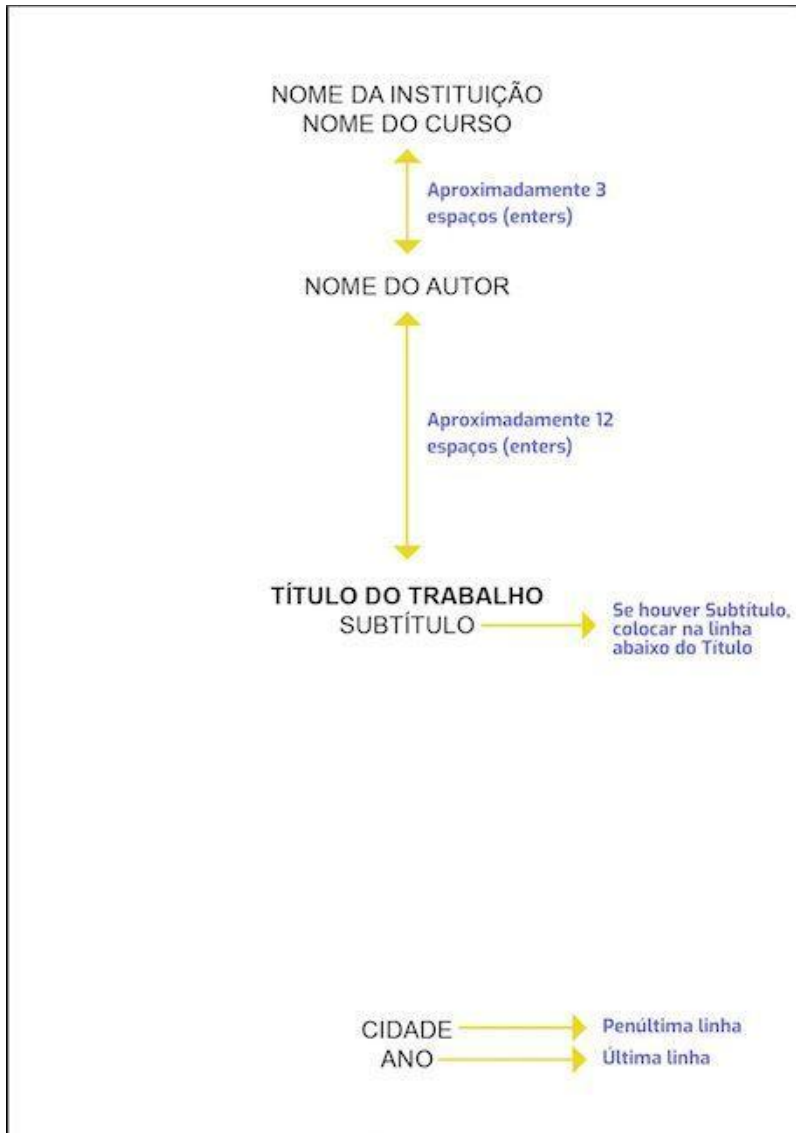 NOME DA INSTITUIÇÃO
NOME DO CURSO
Aproximadamente 3
espaços (enters)
NOME DO AUTOR
Aproximadamente 12
espaços (enters)
TÍTULO DO TRABALHO
SUBTÍTULO
Se houver Subtítulo,
colocar na linha
abaixo do Título
CIDADE
Penúltima linha
ANO
Última linha